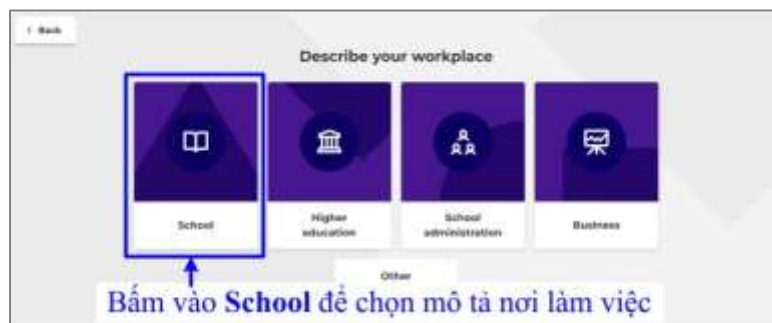 Back
Describe your workplace
School
Higher
education
School
administration
Business
Other
Bấm vào School để chọn mô tả nơi làm việc